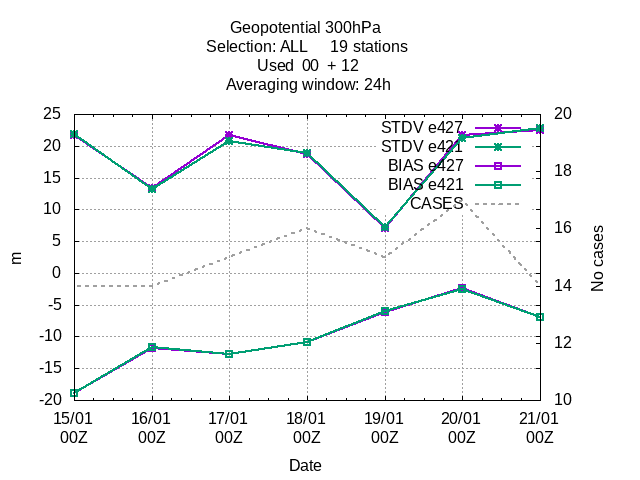 Geopotential 300hPa
Selection: ALL     19 stations
Used  00  + 12
Averaging window: 24h
STDV e427
STDV e421
BIAS e427
BIAS e421
CASES
25
20
15
10
5
0
-5
-10
-15
-20
m
20
18
16
14
12
10
No cases
15/01 16/01 17/01 18/01 19/01 20/01 21/01
00Z 00Z 00Z 00Z 00Z 00Z 00Z
Date